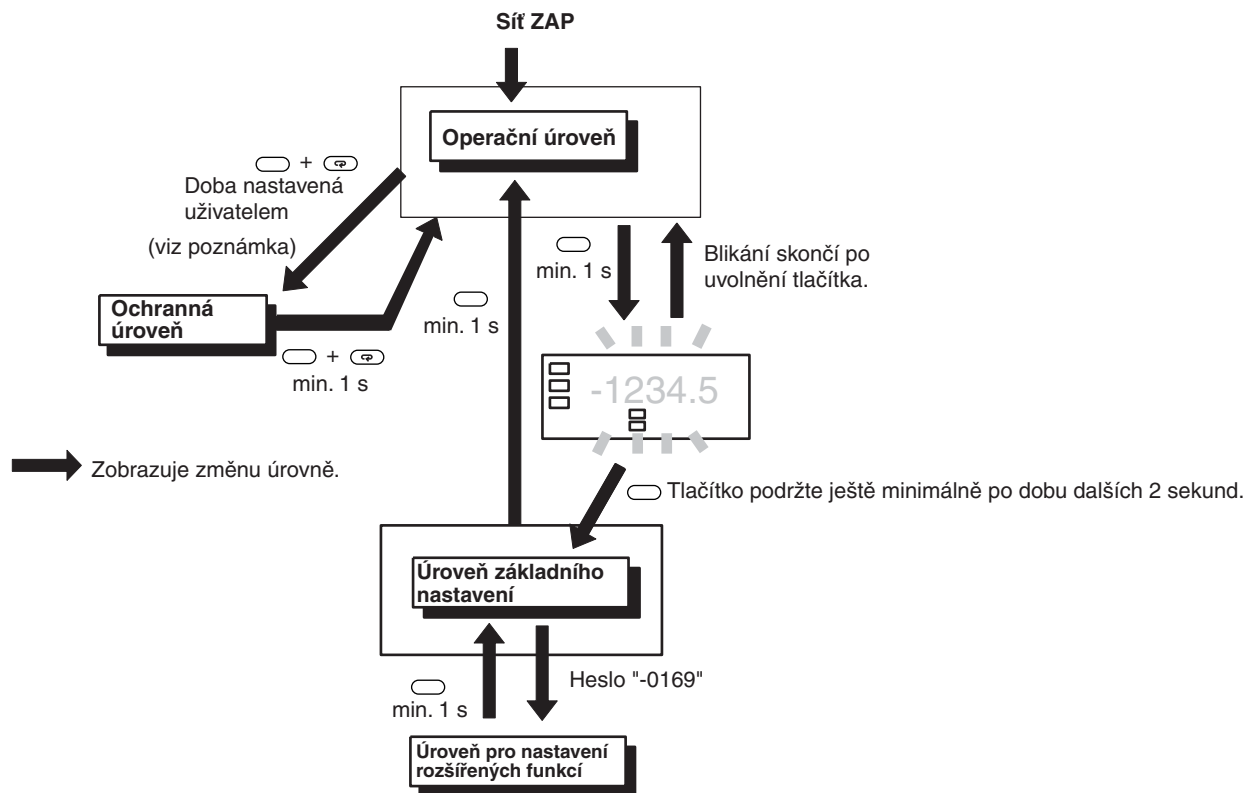 Síť ZAP
Operační úroveň
+
Doba nastavená
uživatelem
(viz poznámka)
min. 1 s
Blikání skončí po
uvolnění tlačítka.
Ochranná
úroveň
min. 1 s
+
min. 1 s
-1234.5
Zobrazuje změnu úrovně.
Tlačítko podržte ještě minimálně po dobu dalších 2 sekund.
Úroveň základního
nastavení
Heslo "-0169"
min. 1 s
Úroveň pro nastavení
rozšířených funkcí